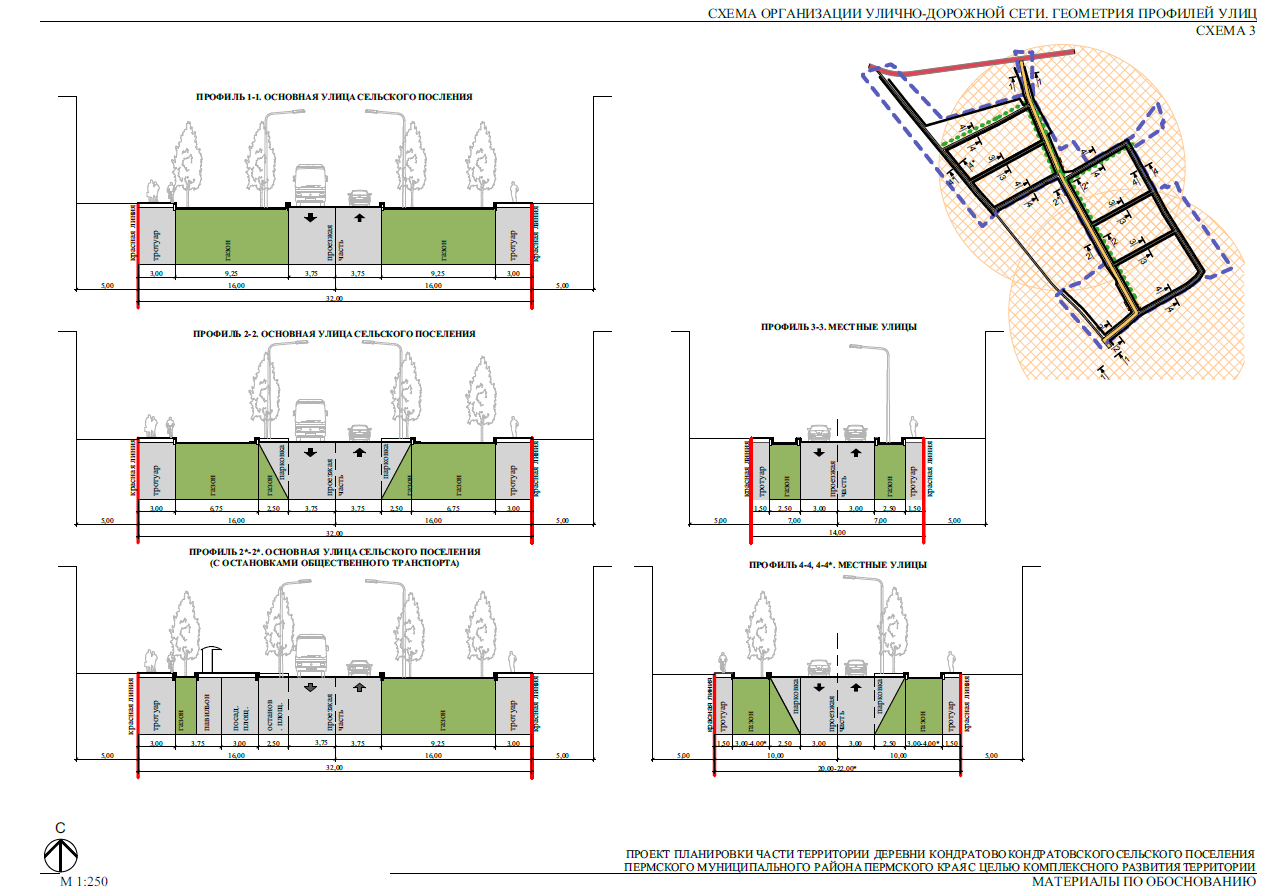 СХЕМА ОРГАНИЗАЦИИ УЛИЧНО-ДОРОЖНОЙ СЕТИ. ГЕОМЕТРИЯ ПРОФИЛЕЙ УЛИЦ
СХЕМА 3
ПРОФИЛЬ 1-1. ОСНОВНАЯ УЛИЦА СЕЛЬСКОГО ПОСЛЕНИЯ
красная линия
тротуар
газон
проезжая
часть
газон
тротуар
красная линия
3,00 9,25 3,75 3,75 9,25 3,00
5,00 16,00 16,00 5,00
32,00
ПРОФИЛЬ 2-2. ОСНОВНАЯ УЛИЦА СЕЛЬСКОГО ПОСЕЛЕНИЯ
красная линия
тротуар
газон
газон
парковка
проезжая
часть
парковка
газон
газон
тротуар
красная линия
3,00 6,75 2,50 3,75 3,75 2,50 6,75 3,00
5,00 16,00 16,00 5,00
32,00
ПРОФИЛЬ 3-3. МЕСТНЫЕ УЛИЦЫ
красная линия
тротуар
газон
проезжая
часть
газон
тротуар
красная линия
1,50 2,50 3,00 3,00 2,50 1,50
5,00 7,00 7,00 5,00
14,00
ПРОФИЛЬ 2*-2*. ОСНОВНАЯ УЛИЦА СЕЛЬСКОГО ПОСЕЛЕНИЯ
(С ОСТАНОВКАМИ ОБЩЕСТВЕННОГО ТРАНСПОРТА)
красная линия
тротуар
газон
павильон
посад.
площ.
останов
. площ.
проезжая
часть
газон
тротуар
красная линия
3,00 3,75 3,00 2,50 3,75 3,75 9,25 3,00
5,00 16,00 16,00 5,00
32,00
ПРОФИЛЬ 4-4, 4-4*. МЕСТНЫЕ УЛИЦЫ
красная линия
тротуар
газон
парковка
проезжая
часть
парковка
газон
тротуар
красная линия
1,50 3,00-4,00* 2,50 3,00 3,00 2,50 3,00-4,00* 1,50
5,00 10,00 10,00 5,00
20,00-22,00*
С
М 1:250
ПРОЕКТ ПЛАНИРОВКИ ЧАСТИ ТЕРРИТОРИИ ДЕРЕВНИ КОНДРАТОВО КОНДРАТОВСКОГО СЕЛЬСКОГО ПОСЕЛЕНИЯ
ПЕРМСКОГО МУНИЦИПАЛЬНОГО РАЙОНА ПЕРМСКОГО КРАЯ С ЦЕЛЬЮ КОМПЛЕКСНОГО РАЗВИТИЯ ТЕРРИТОРИИ
МАТЕРИАЛЫ ПО ОБОСНОВАНИЮ